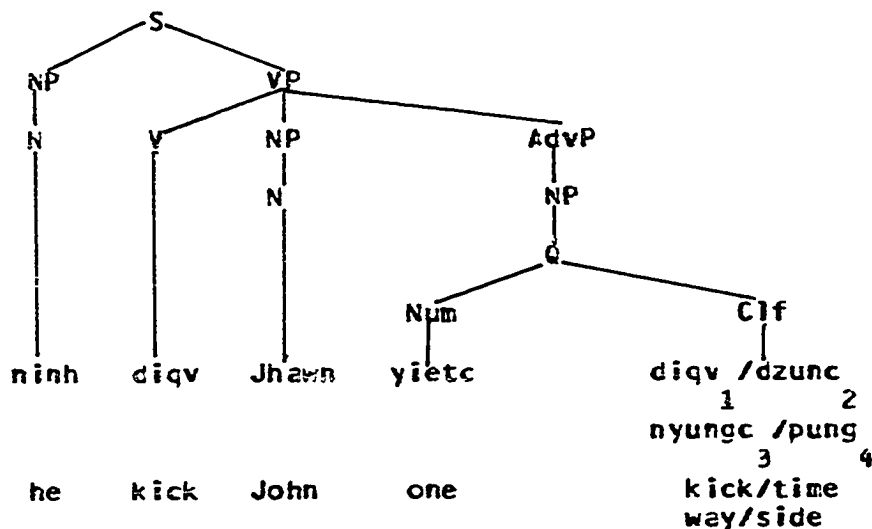 S
NP VP
N V NP AdvP
N NP
Q
Num Clf
ninh diqv Jhawn yietc diqv /dzunc
1 2
nyungc /pung
3 4
he kick John one kick/time
way/side